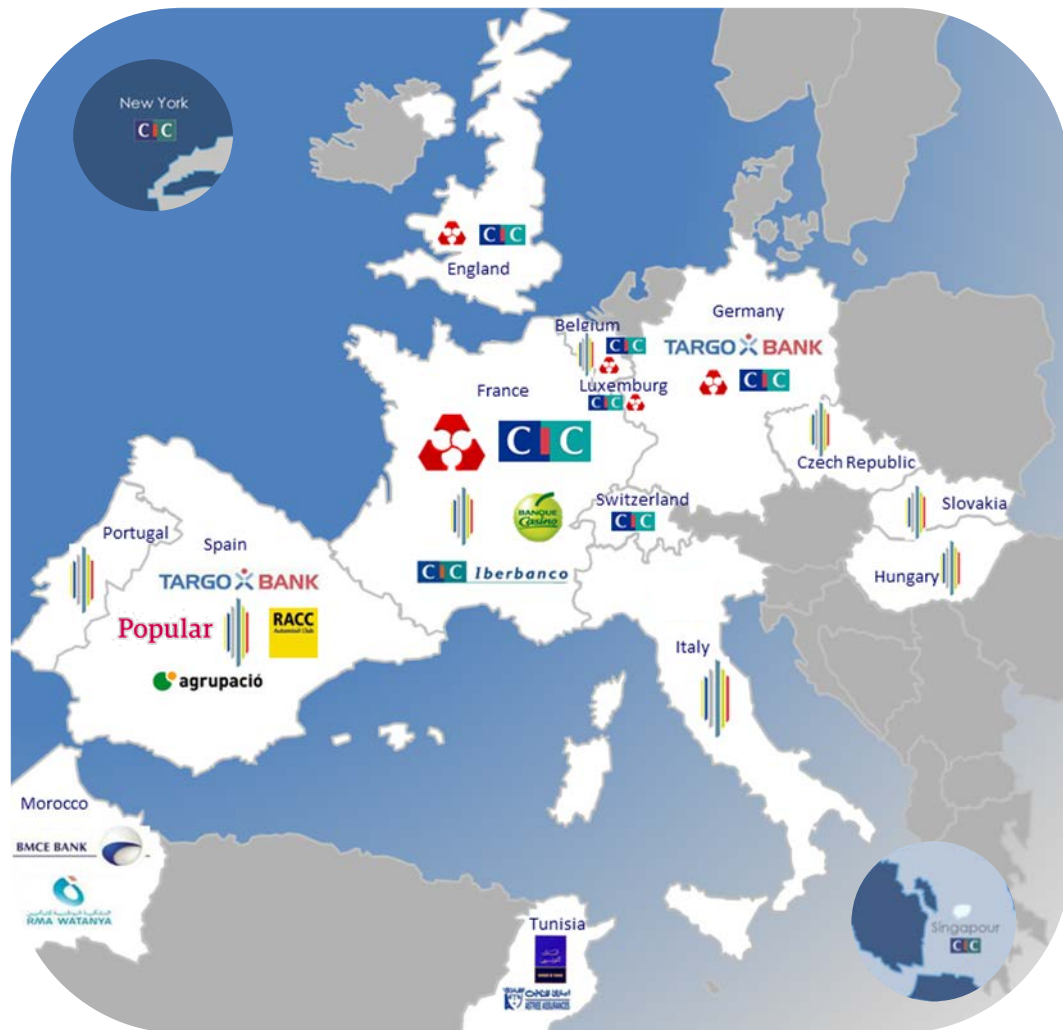 New York
CIC
CIC
England
Germany
Belgium
CIC
TARGO BANK
France
Luxemburg
CIC
CIC
CIC
Czech Republic
BANQUE
Casino
Switzerland
CIC
Slovakia
Portugal
Spain
Hungary
TARGO BANK
CIC Iberbanco
Popular
RACC
Automòbil Club
agrupació
Italy
Morocco
BMCE BANK
RMA WATANYA
Tunisia
ASTREE ASSURANCES
Singapour
CIC